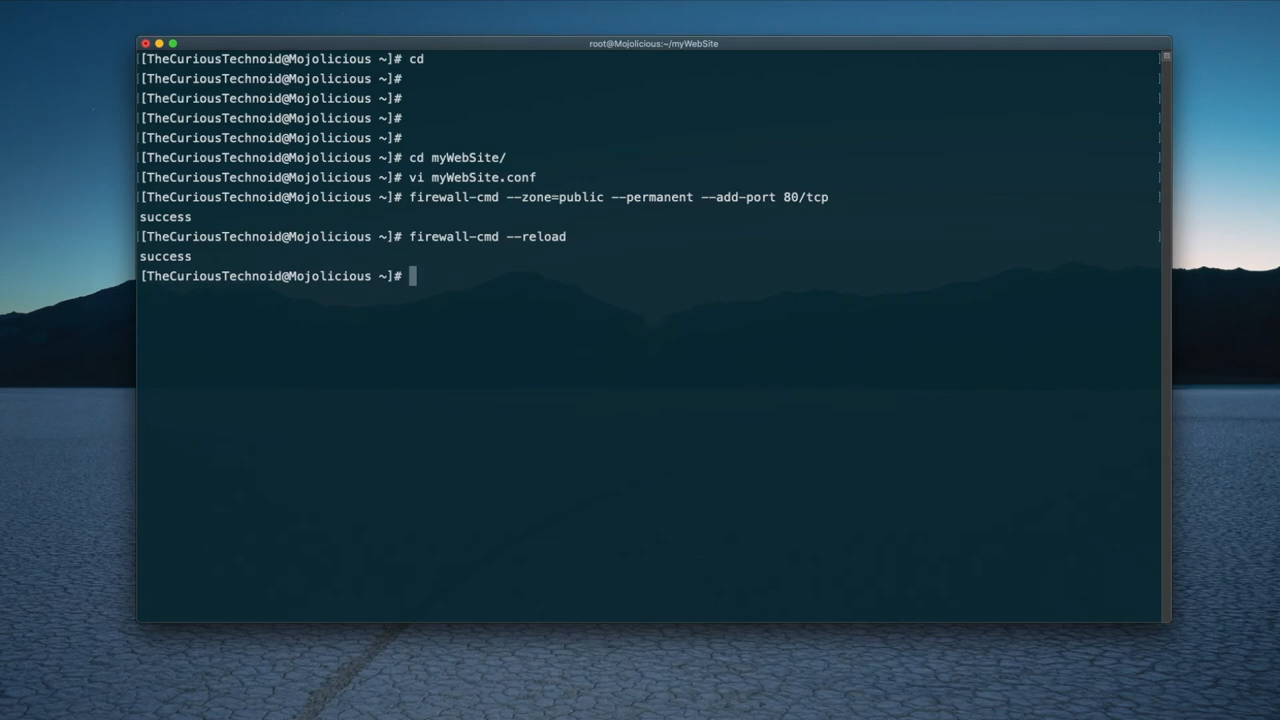 root@Mojolicious:~/myWebSite
[TheCuriousTechnoid@Mojolicious ~]# cd
[TheCuriousTechnoid@Mojolicious ~]#
[TheCuriousTechnoid@Mojolicious ~]#
[TheCuriousTechnoid@Mojolicious ~]#
[TheCuriousTechnoid@Mojolicious ~]#
[TheCuriousTechnoid@Mojolicious ~]# cd myWebSite/
[TheCuriousTechnoid@Mojolicious ~]# vi myWebSite.conf
[TheCuriousTechnoid@Mojolicious ~]# firewall-cmd --zone=public --permanent --add-port 80/tcp
success
[TheCuriousTechnoid@Mojolicious ~]# firewall-cmd --reload
success
[TheCuriousTechnoid@Mojolicious ~]#